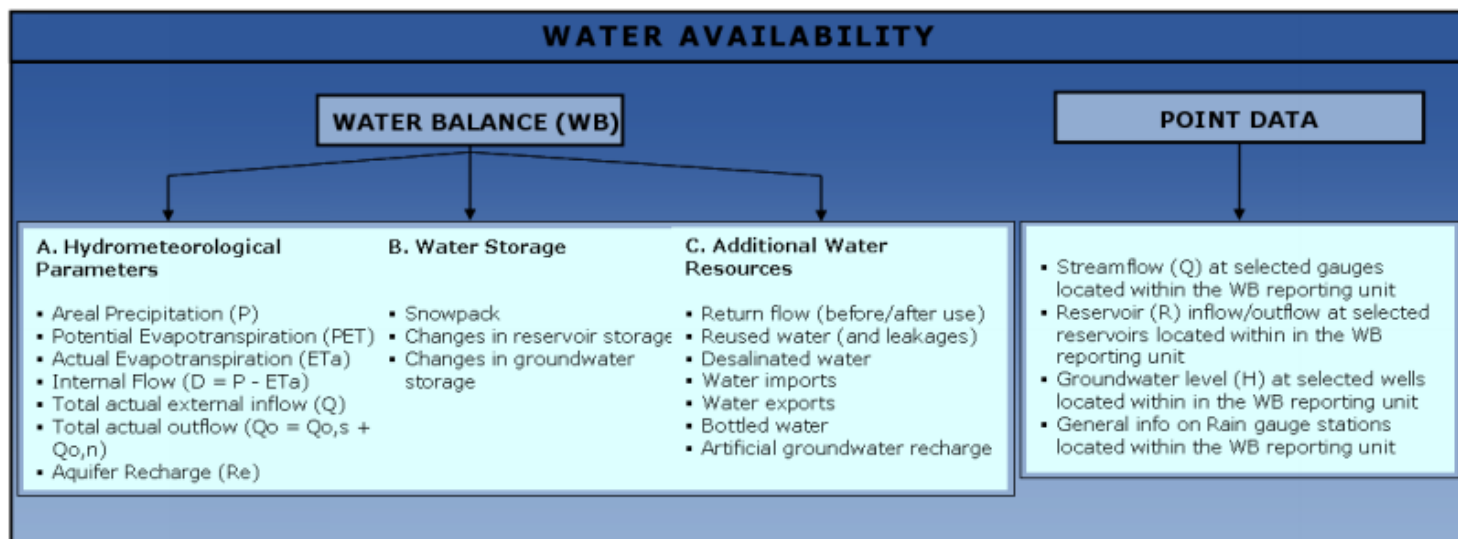 WATER AVAILABILITY
WATER BALANCE (WB)
A. Hydrometeorological
Parameters
▪ Areal Precipitation (P)
▪ Potential Evapotranspiration (PET)
▪ Actual Evapotranspiration (ETa)
▪ Internal Flow (D = P - ETa)
▪ Total actual external inflow (Q)
▪ Total actual outflow (Qo = Qo,s +
Qo,n)
▪ Aquifer Recharge (Re)
B. Water Storage
▪ Snowpack
▪ Changes in reservoir storage
▪ Changes in groundwater
storage
C. Additional Water
Resources
▪ Return flow (before/after use)
▪ Reused water (and leakages)
▪ Desalinated water
▪ Water imports
▪ Water exports
▪ Bottled water
▪ Artificial groundwater recharge
POINT DATA
▪ Streamflow (Q) at selected gauges
located within the WB reporting unit
▪ Reservoir (R) inflow/outflow at selected
reservoirs located within in the WB
reporting unit
▪ Groundwater level (H) at selected wells
located within in the WB reporting unit
▪ General info on Rain gauge stations
located within the WB reporting unit